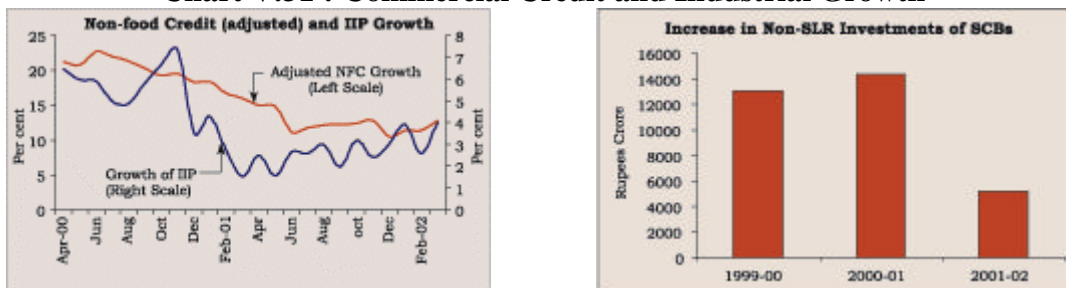 Non-food Credit (adjusted) and IIP Growth
25
20
15
10
5
0
8
7
6
5
4
3
2
1
0
Per cent
Per cent
Adjusted NFC Growth
(Left Scale)
Growth of IIP
(Right Scale)
Apr-00
Jun
Aug
Oct
Dec
Feb-01
Apr
Jun
Aug
oct
Dec
Feb-02
Increase in Non-SLR Investments of SCBs
16000
14000
12000
10000
8000
6000
4000
2000
0
Rupees Crore
1999-00
2000-01
2001-02